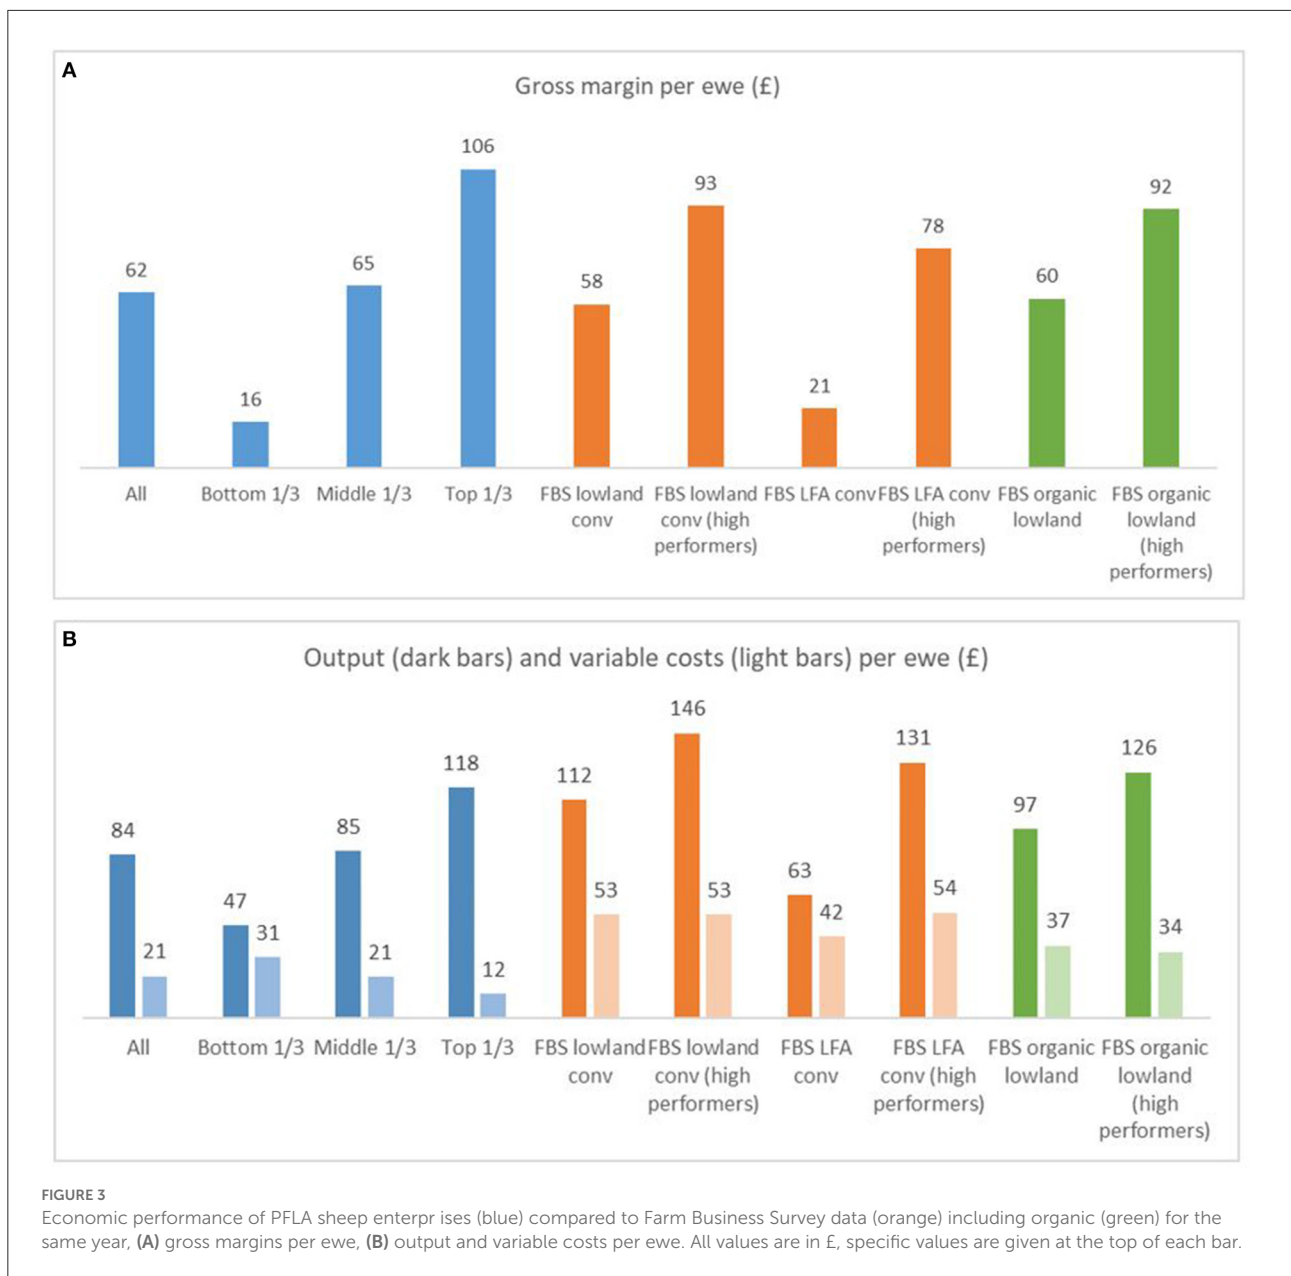 A
Gross margin per ewe (£)
106
93
92
78
65
62
60
58
21
16
All
Bottom 1/3
Middle 1/3
Top 1/3
FBS lowland
conv
FBS lowland
conv (high
performers)
FBS LFA conv
FBS LFA conv
(high
performers)
FBS organic
lowland
FBS organic
lowland
(high
performers)
B
Output (dark bars) and variable costs (light bars) per ewe (£)
84
21
47
31
85
21
118
12
112
53
146
53
63
42
131
54
97
37
126
34
All
Bottom 1/3
Middle 1/3
Top 1/3
FBS lowland
conv
FBS lowland
conv (high
performers)
FBS LFA
conv
FBS LFA
conv (high
performers)
FBS organic
lowland
FBS organic
lowland
(high
performers)
FIGURE 3
Economic performance of PFLA sheep enterpr ises (blue) compared to Farm Business Survey data (orange) including organic (green) for the
same year, (A) gross margins per ewe, (B) output and variable costs per ewe. All values are in £, specific values are given at the top of each bar.